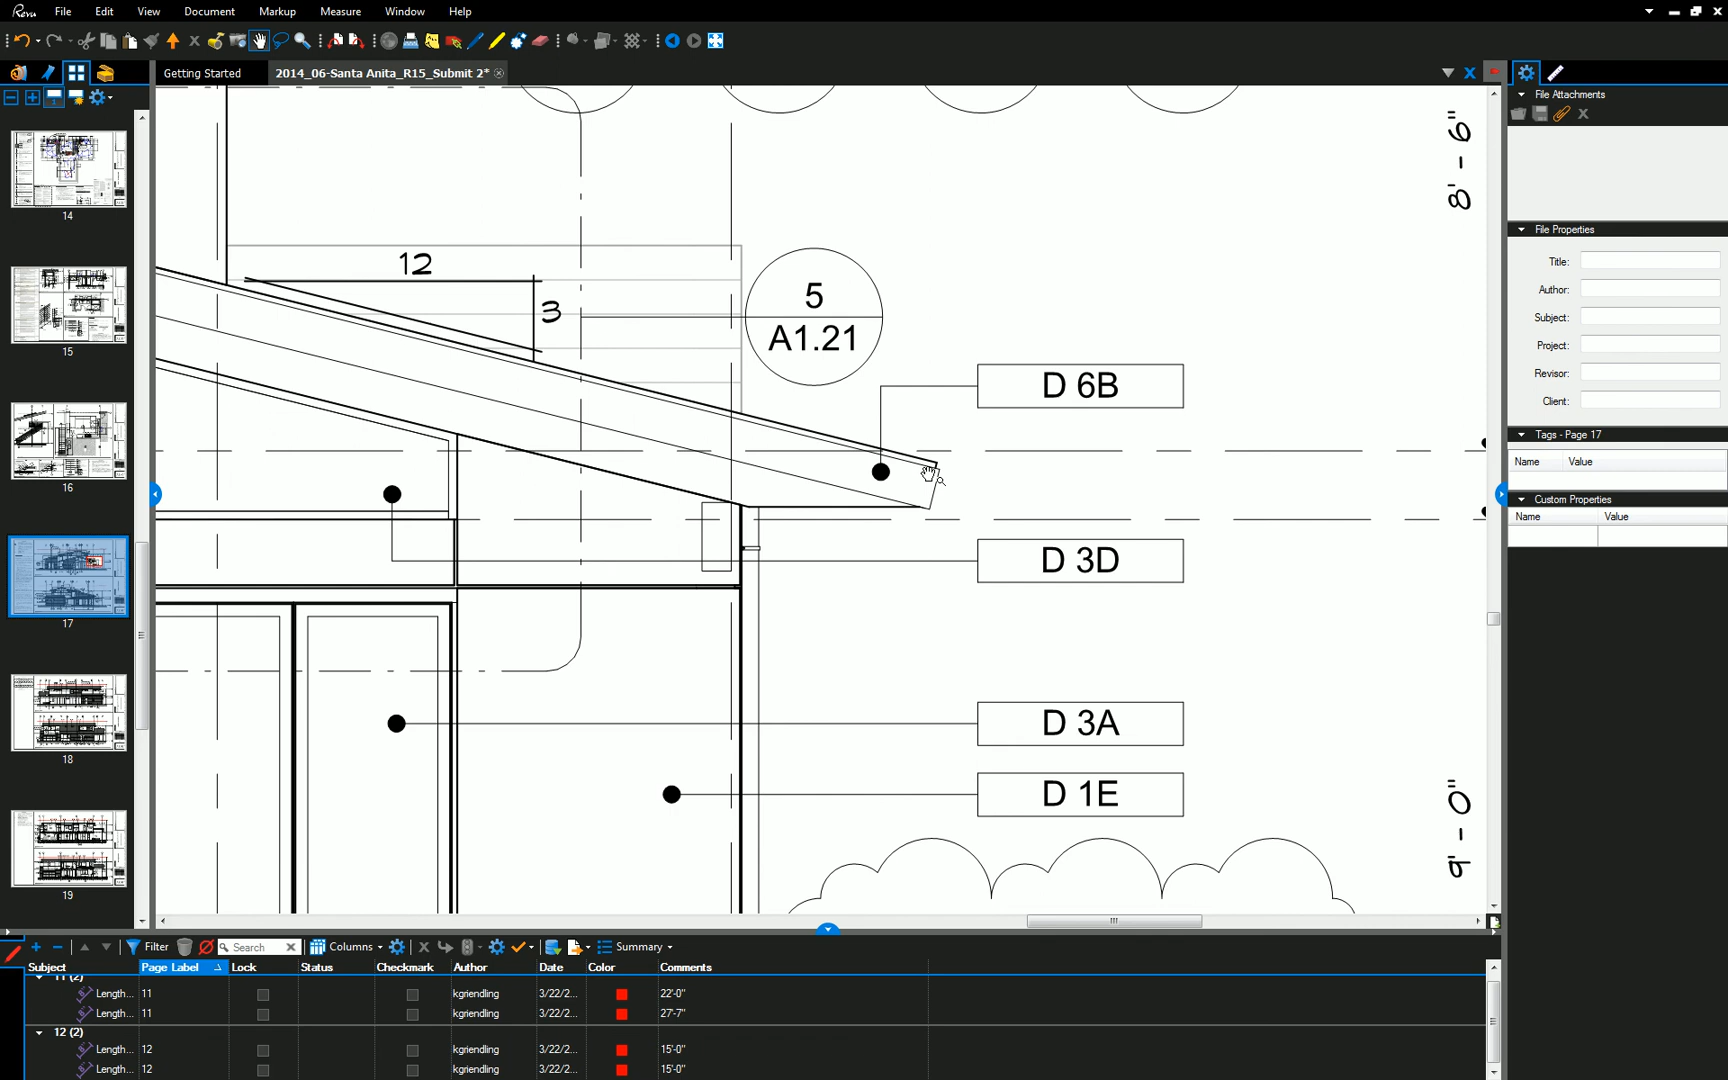 Revu File Edit View Document Markup Measure Window Help
Getting Started 2014_06-Santa Anita_R15_Submit 2*
14
15
16
17
18
19
12
3
5
A1.21
D 6B
D 3D
D 3A
D 1E
8' - 6"
9' - 0"
File Attachments
File Properties
Title:
Author:
Subject:
Project:
Revisor:
Client:
Tags - Page 17
Name Value
Custom Properties
Name Value
Filter Search Columns Summary
Subject Page Label Lock Status Checkmark Author Date Color Comments
11 (2)
Length... 11 kgriendling 3/22/2... 22'-0"
Length... 11 kgriendling 3/22/2... 27'-7"
12 (2)
Length... 12 kgriendling 3/22/2... 15'-0"
Length... 12 kgriendling 3/22/2... 15'-0"